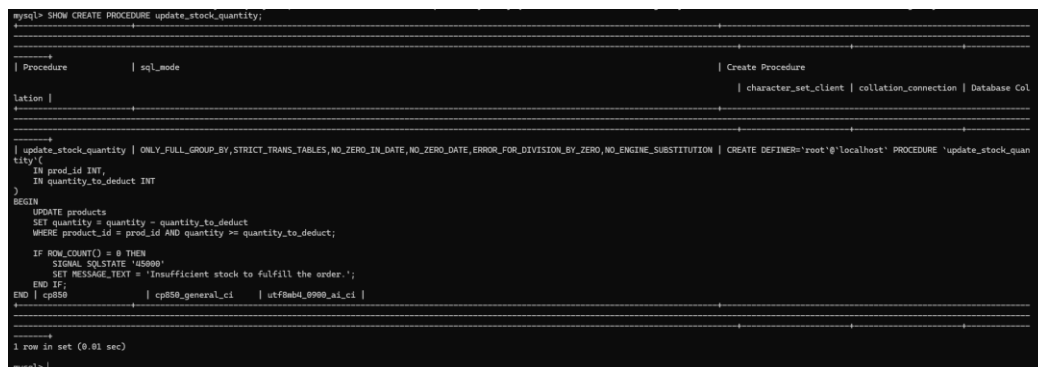 mysql> SHOW CREATE PROCEDURE update_stock_quantity;
| Procedure | sql_mode | Create Procedure
| character_set_client | collation_connection | Database Col
lation |
| update_stock_quantity | ONLY_FULL_GROUP_BY,STRICT_TRANS_TABLES,NO_ZERO_IN_DATE,NO_ZERO_DATE,ERROR_FOR_DIVISION_BY_ZERO,NO_ENGINE_SUBSTITUTION | CREATE DEFINER=`root`@`localhost` PROCEDURE `update_stock_quan
tity`(
IN prod_id INT,
IN quantity_to_deduct INT
)
BEGIN
UPDATE products
SET quantity = quantity - quantity_to_deduct
WHERE product_id = prod_id AND quantity >= quantity_to_deduct;
IF ROW_COUNT() = 0 THEN
SIGNAL SQLSTATE '45000'
SET MESSAGE_TEXT = 'Insufficient stock to fulfill the order.';
END IF;
END | cp850 | cp850_general_ci | utf8mb4_0900_ai_ci |
1 row in set (0.01 sec)
mysql>